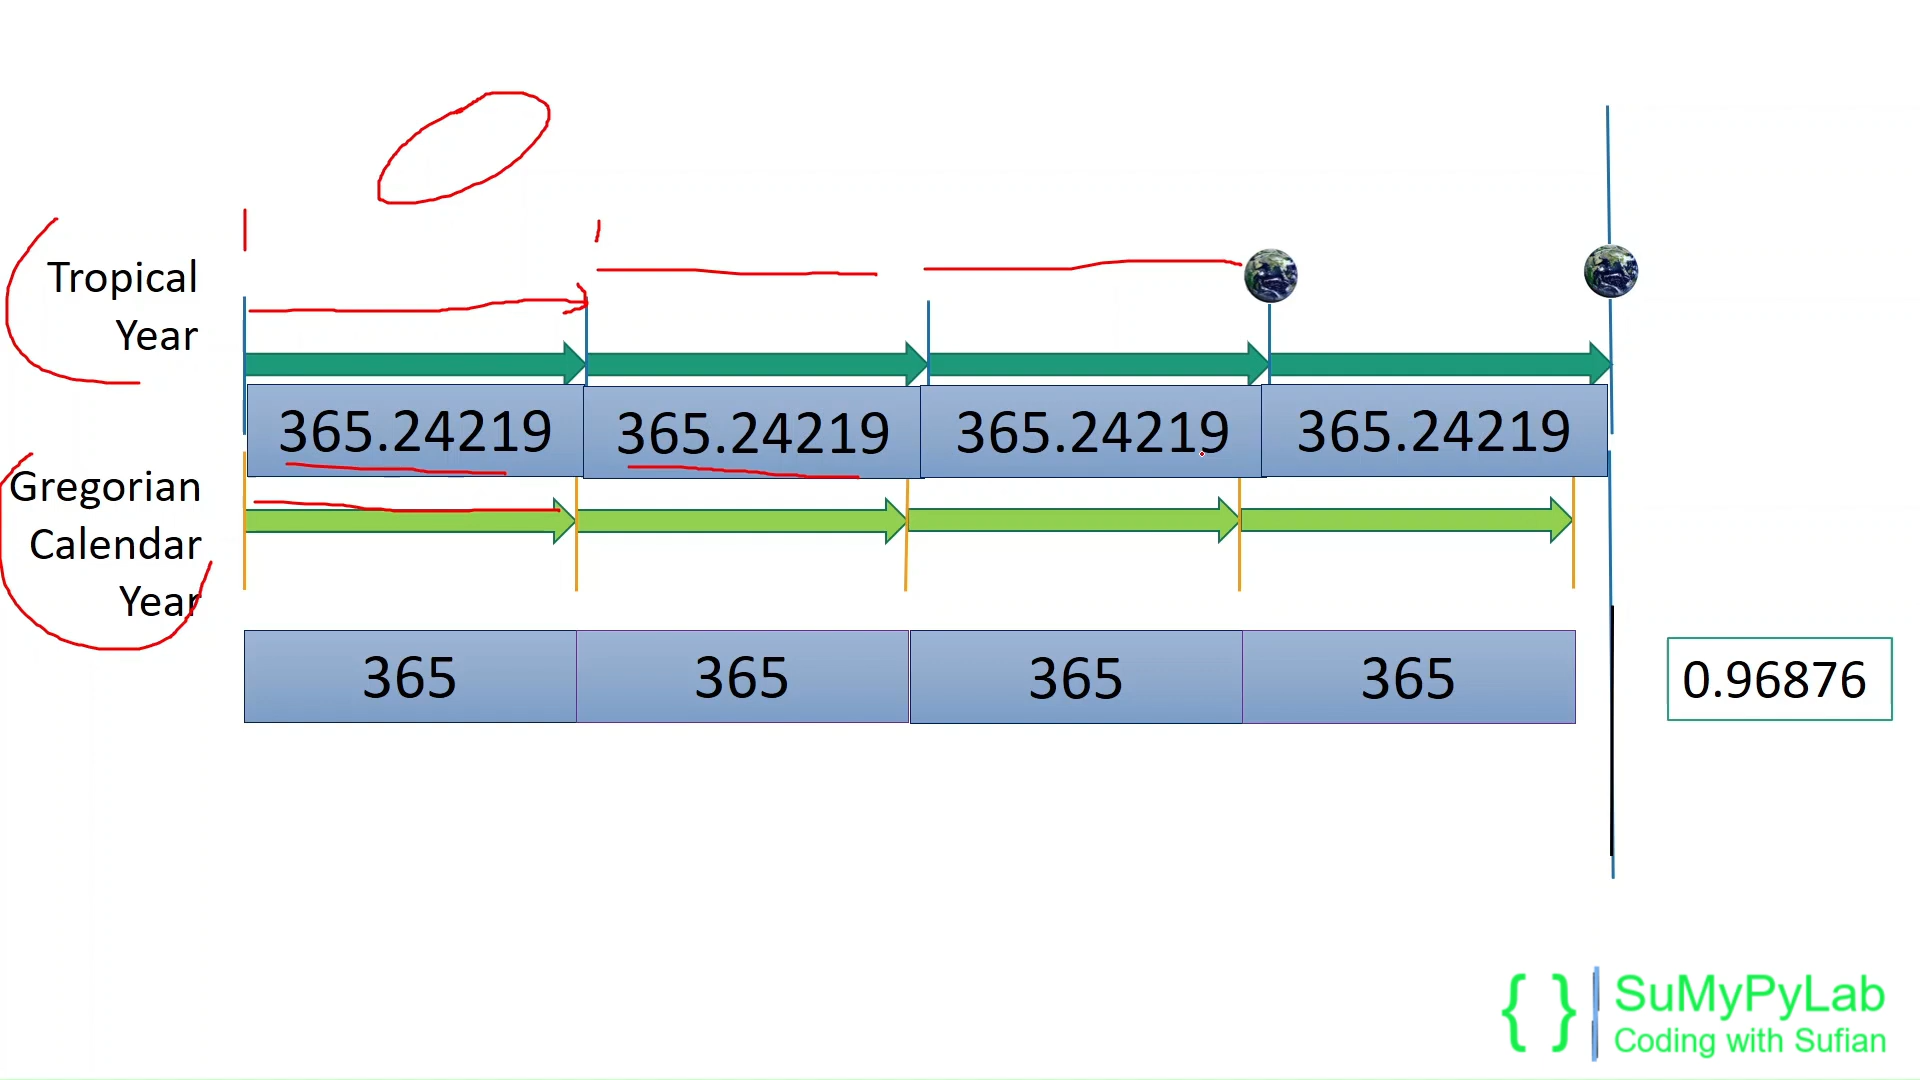 Tropical
Year
365.24219 365.24219 365.24219 365.24219
Gregorian
Calendar
Year
365 365 365 365
0.96876
{ } SuMyPyLab
Coding with Sufian